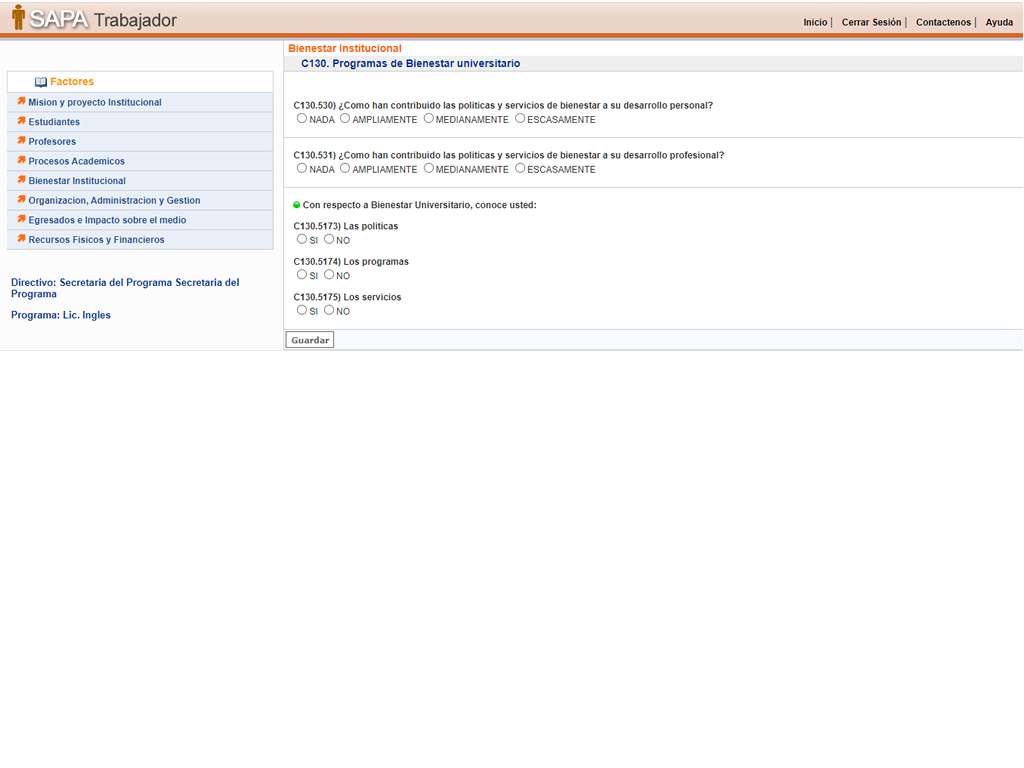 SAPA Trabajador
Inicio | Cerrar Sesión | Contactenos | Ayuda
Factores
Mision y proyecto Institucional
Estudiantes
Profesores
Procesos Academicos
Bienestar Institucional
Organizacion, Administracion y Gestion
Egresados e Impacto sobre el medio
Recursos Fisicos y Financieros
Directivo: Secretaria del Programa Secretaria del
Programa
Programa: Lic. Ingles
Bienestar Institucional
C130. Programas de Bienestar universitario
C130.530) ¿Como han contribuido las politicas y servicios de bienestar a su desarrollo personal?
NADA AMPLIAMENTE MEDIANAMENTE ESCASAMENTE
C130.531) ¿Como han contribuido las politicas y servicios de bienestar a su desarrollo profesional?
NADA AMPLIAMENTE MEDIANAMENTE ESCASAMENTE
Con respecto a Bienestar Universitario, conoce usted:
C130.5173) Las politicas
SI NO
C130.5174) Los programas
SI NO
C130.5175) Los servicios
SI NO
Guardar